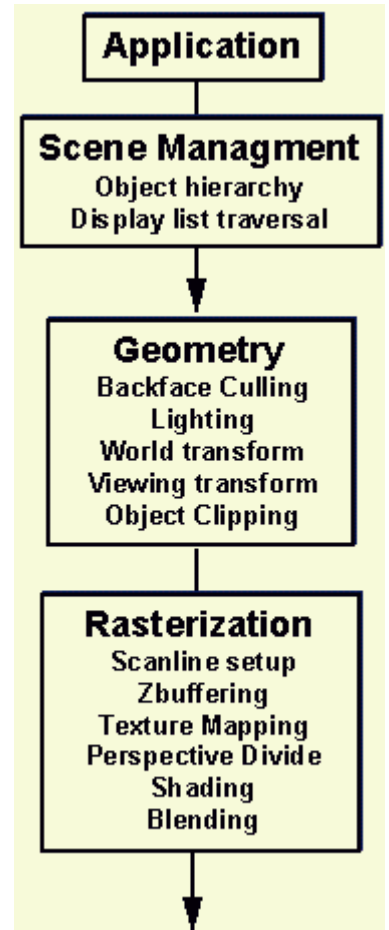 Application
Scene Managment
Object hierarchy
Display list traversal
Geometry
Backface Culling
Lighting
World transform
Viewing transform
Object Clipping
Rasterization
Scanline setup
Zbuffering
Texture Mapping
Perspective Divide
Shading
Blending